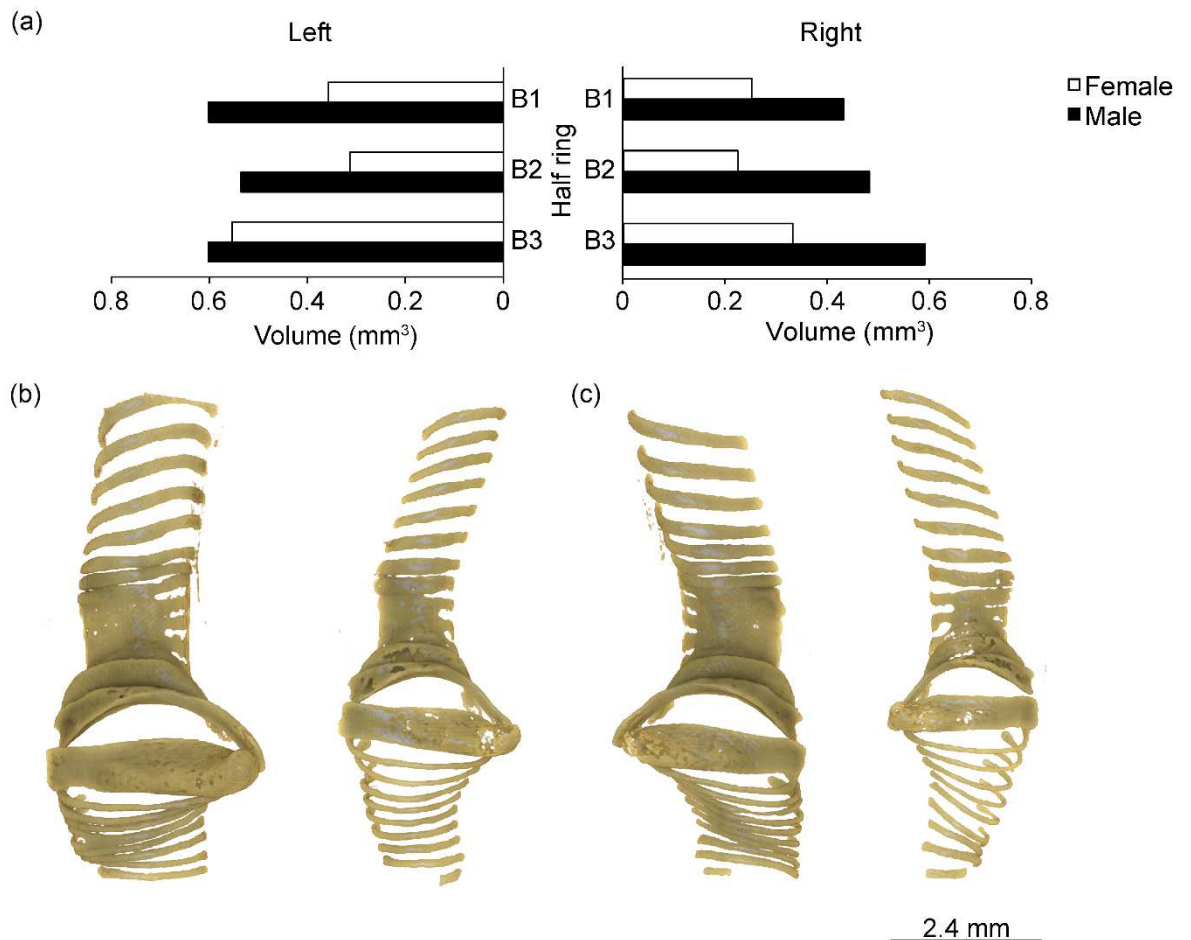 (a)
Left
Right
Female
Male
B1
B2
B3
Half ring
B1
B2
B3
0.8 0.6 0.4 0.2 0
Volume (mm³)
0 0.2 0.4 0.6 0.8
Volume (mm³)
(b)
(c)
2.4 mm